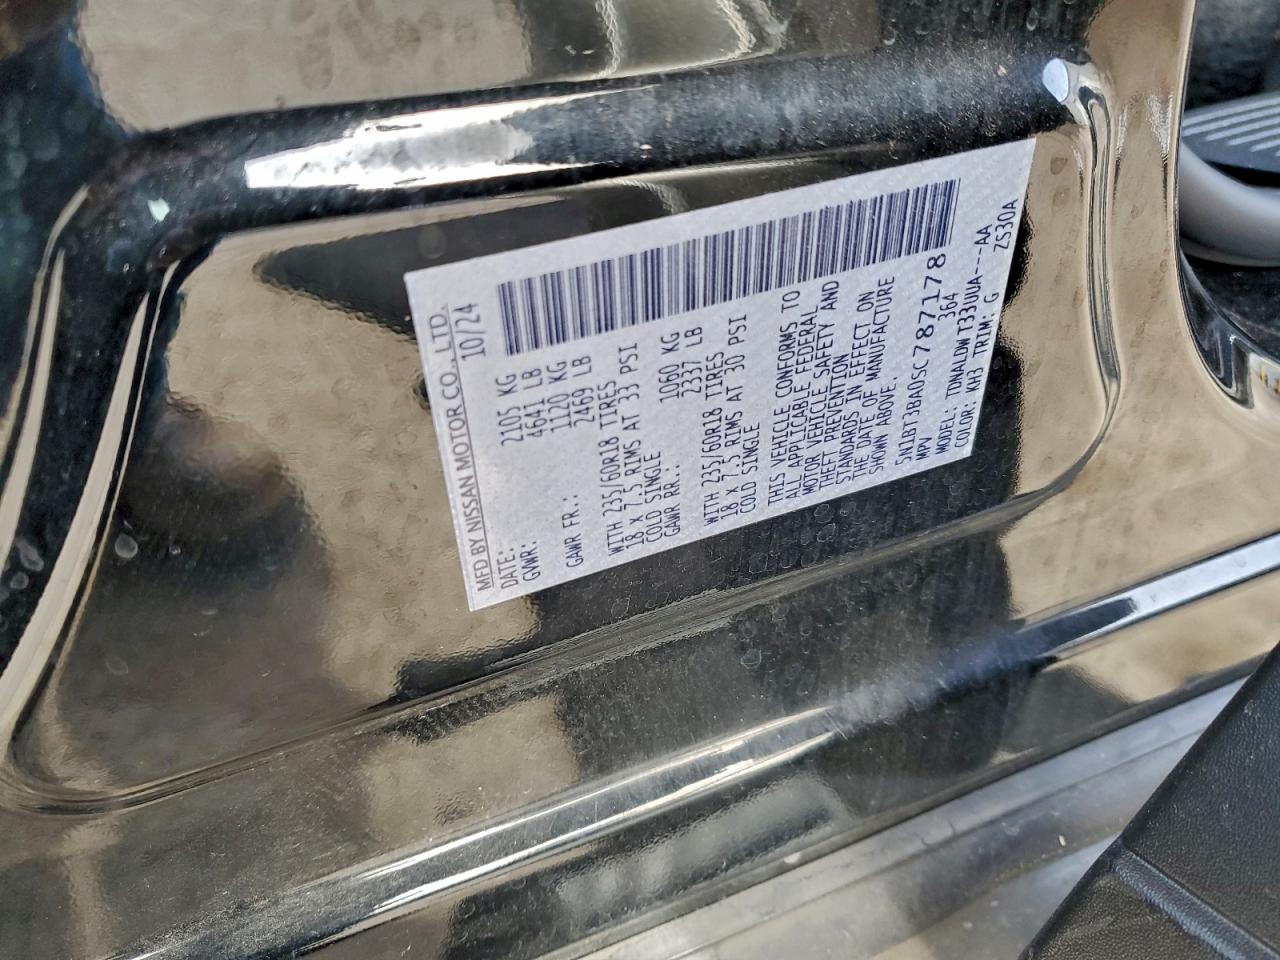 MFD BY NISSAN MOTOR CO., LTD.
DATE: 10/24
GVWR: 2105 KG
4641 LB
GAWR FR.: 1120 KG
2469 LB
WITH 235/60R18 TIRES
18 X 7.5 RIMS AT 33 PSI
COLD SINGLE
GAWR RR.: 1060 KG
2337 LB
WITH 235/60R18 TIRES
18 X 7.5 RIMS AT 30 PSI
COLD SINGLE
THIS VEHICLE CONFORMS TO
ALL APPLICABLE FEDERAL
MOTOR VEHICLE SAFETY AND
THEFT PREVENTION
STANDARDS IN EFFECT ON
THE DATE OF MANUFACTURE
SHOWN ABOVE.
5N1BT3BA0SC787178
MPV 364
MODEL: TDNALDW T33UUA----AA
COLOR: KH3 TRIM: G ZS30A